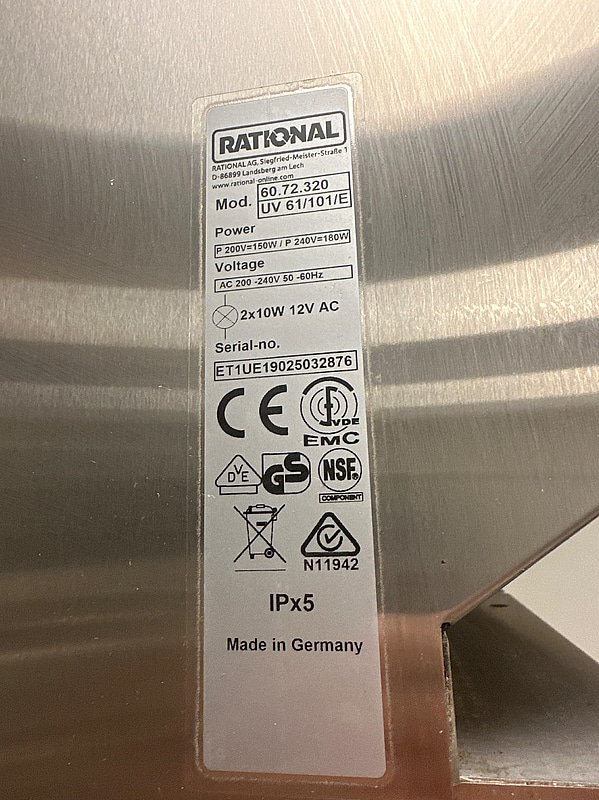 RATIONAL
RATIONAL AG, Siegfried-Meister-Straße 1
D-86899 Landsberg am Lech
www.rational-online.com
Mod. 60.72.320
UV 61/101/E
Power
P 200V=150W / P 240V=180W
Voltage
AC 200 -240V 50 -60Hz
2x10W 12V AC
Serial-no.
ET1UE19025032876
CE
VDE
EMC
DVE
GS
NSF.
COMPONENT
N11942
IPx5
Made in Germany